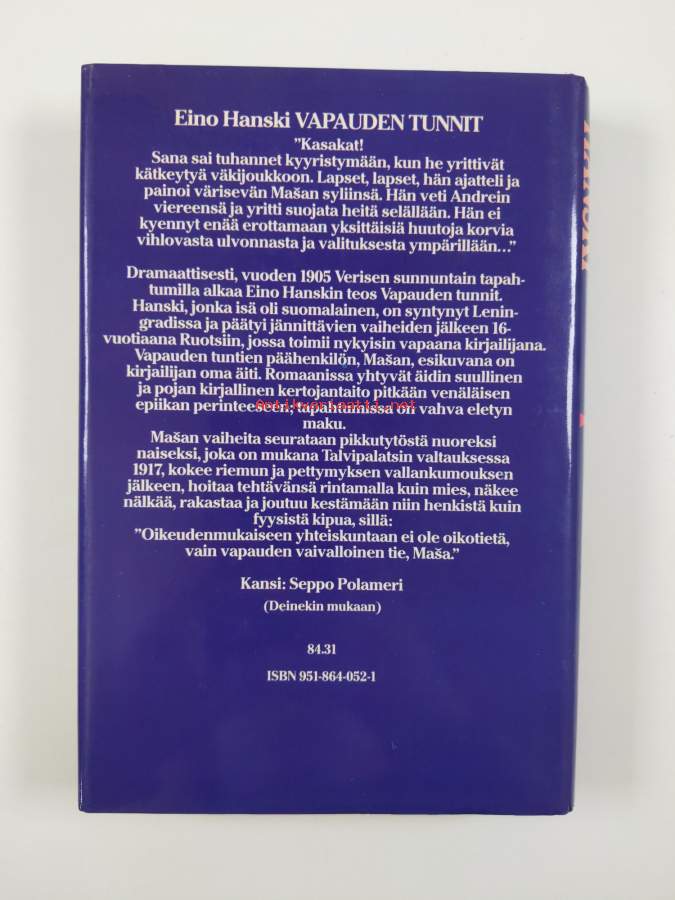 Eino Hanski VAPAUDEN TUNNIT
”Kasakat!
Sana sai tuhannet kyyristymään, kun he yrittivät
kätkeytyä väkijoukkoon. Lapset, lapset, hän ajatteli ja
painoi värisevän Mašan syliinsä. Hän veti Andrein
viereensä ja yritti suojata heitä selällään. Hän ei
kyennyt enää erottamaan yksittäisiä huutoja korvia
vihlovasta ulvonnasta ja valituksesta ympärillään...”
Dramaattisesti, vuoden 1905 Verisen sunnuntain tapah-
tumilla alkaa Eino Hanskin teos Vapauden tunnit.
Hanski, jonka isä oli suomalainen, on syntynyt Lenin-
gradissa ja päätyi jännittävien vaiheiden jälkeen 16-
vuotiaana Ruotsiin, jossa toimii nykyisin vapaana kirjailijana.
Vapauden tuntien päähenkilön, Mašan, esikuvana on
kirjailijan oma äiti. Romaanissa yhtyvät äidin suullinen
ja pojan kirjallinen kertojantaito pitkään venäläisen
epiikan perinteeseen; tapahtumissa on vahva eletyn
maku.
Mašan vaiheita seurataan pikkutytöstä nuoreksi
naiseksi, joka on mukana Talvipalatsin valtauksessa
1917, kokee riemun ja pettymyksen vallankumouksen
jälkeen, hoitaa tehtävänsä rintamalla kuin mies, näkee
nälkää, rakastaa ja joutuu kestämään niin henkistä kuin
fyysistä kipua, sillä:
”Oikeudenmukaiseen yhteiskuntaan ei ole oikotietä,
vain vapauden vaivalloinen tie, Maša.”
Kansi: Seppo Polameri
(Deinekin mukaan)
84.31
ISBN 951-864-052-1